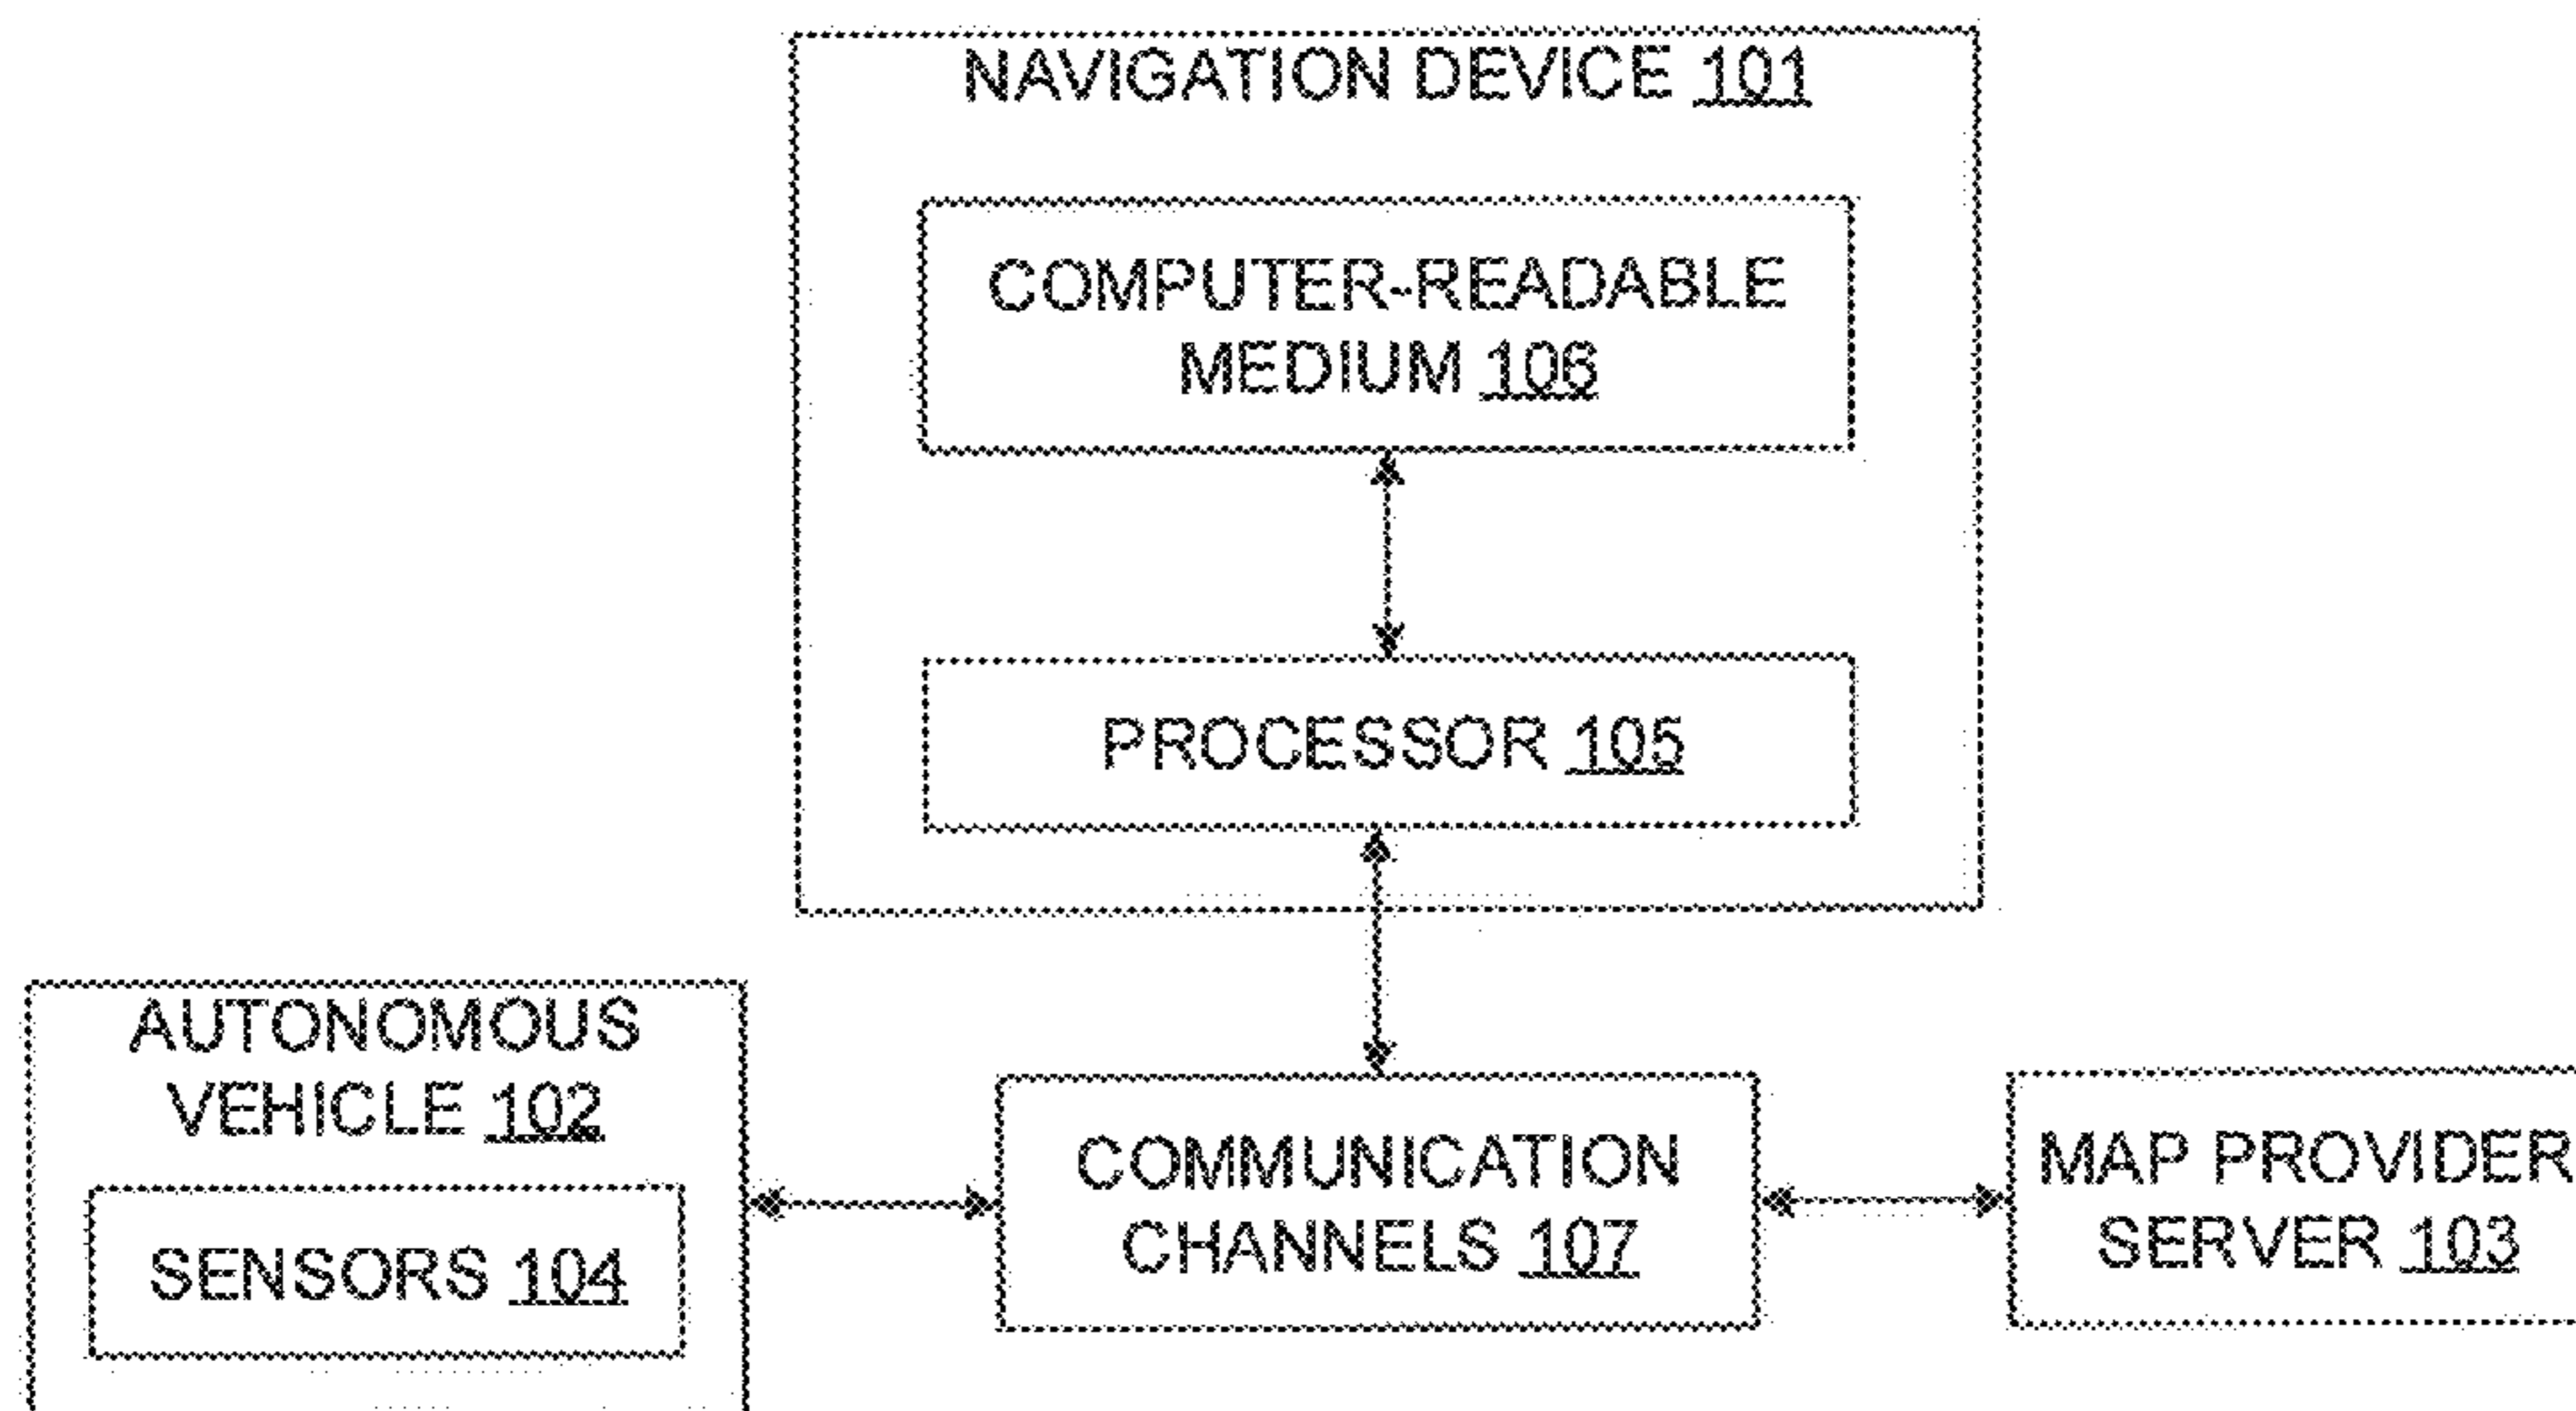 NAVIGATION DEVICE 101
COMPUTER-READABLE
MEDIUM 106
PROCESSOR 105
AUTONOMOUS
VEHICLE 102
SENSORS 104
COMMUNICATION
CHANNELS 107
MAP PROVIDER
SERVER 103